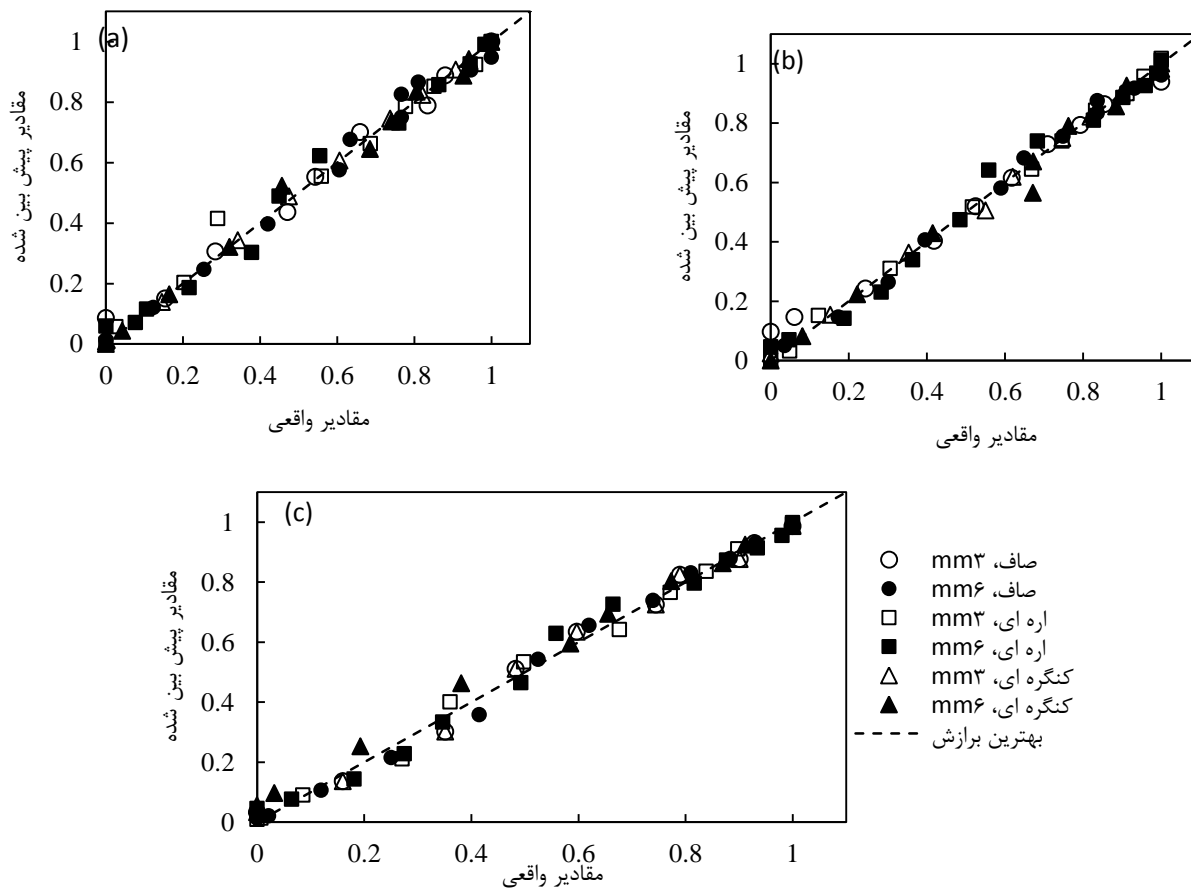 (a)
1
0.8
0.6
0.4
0.2
0
0 0.2 0.4 0.6 0.8 1
مقادیر پیش بین شده
مقادیر واقعی
(b)
1
0.8
0.6
0.4
0.2
0
0 0.2 0.4 0.6 0.8 1
مقادیر پیش بین شده
مقادیر واقعی
(c)
1
0.8
0.6
0.4
0.2
0
0 0.2 0.4 0.6 0.8 1
مقادیر پیش بین شده
مقادیر واقعی
صاف، mm۳
صاف، mm۶
اره ای، mm۳
اره ای، mm۶
کنگره ای، mm۳
کنگره ای، mm۶
بهترین برازش